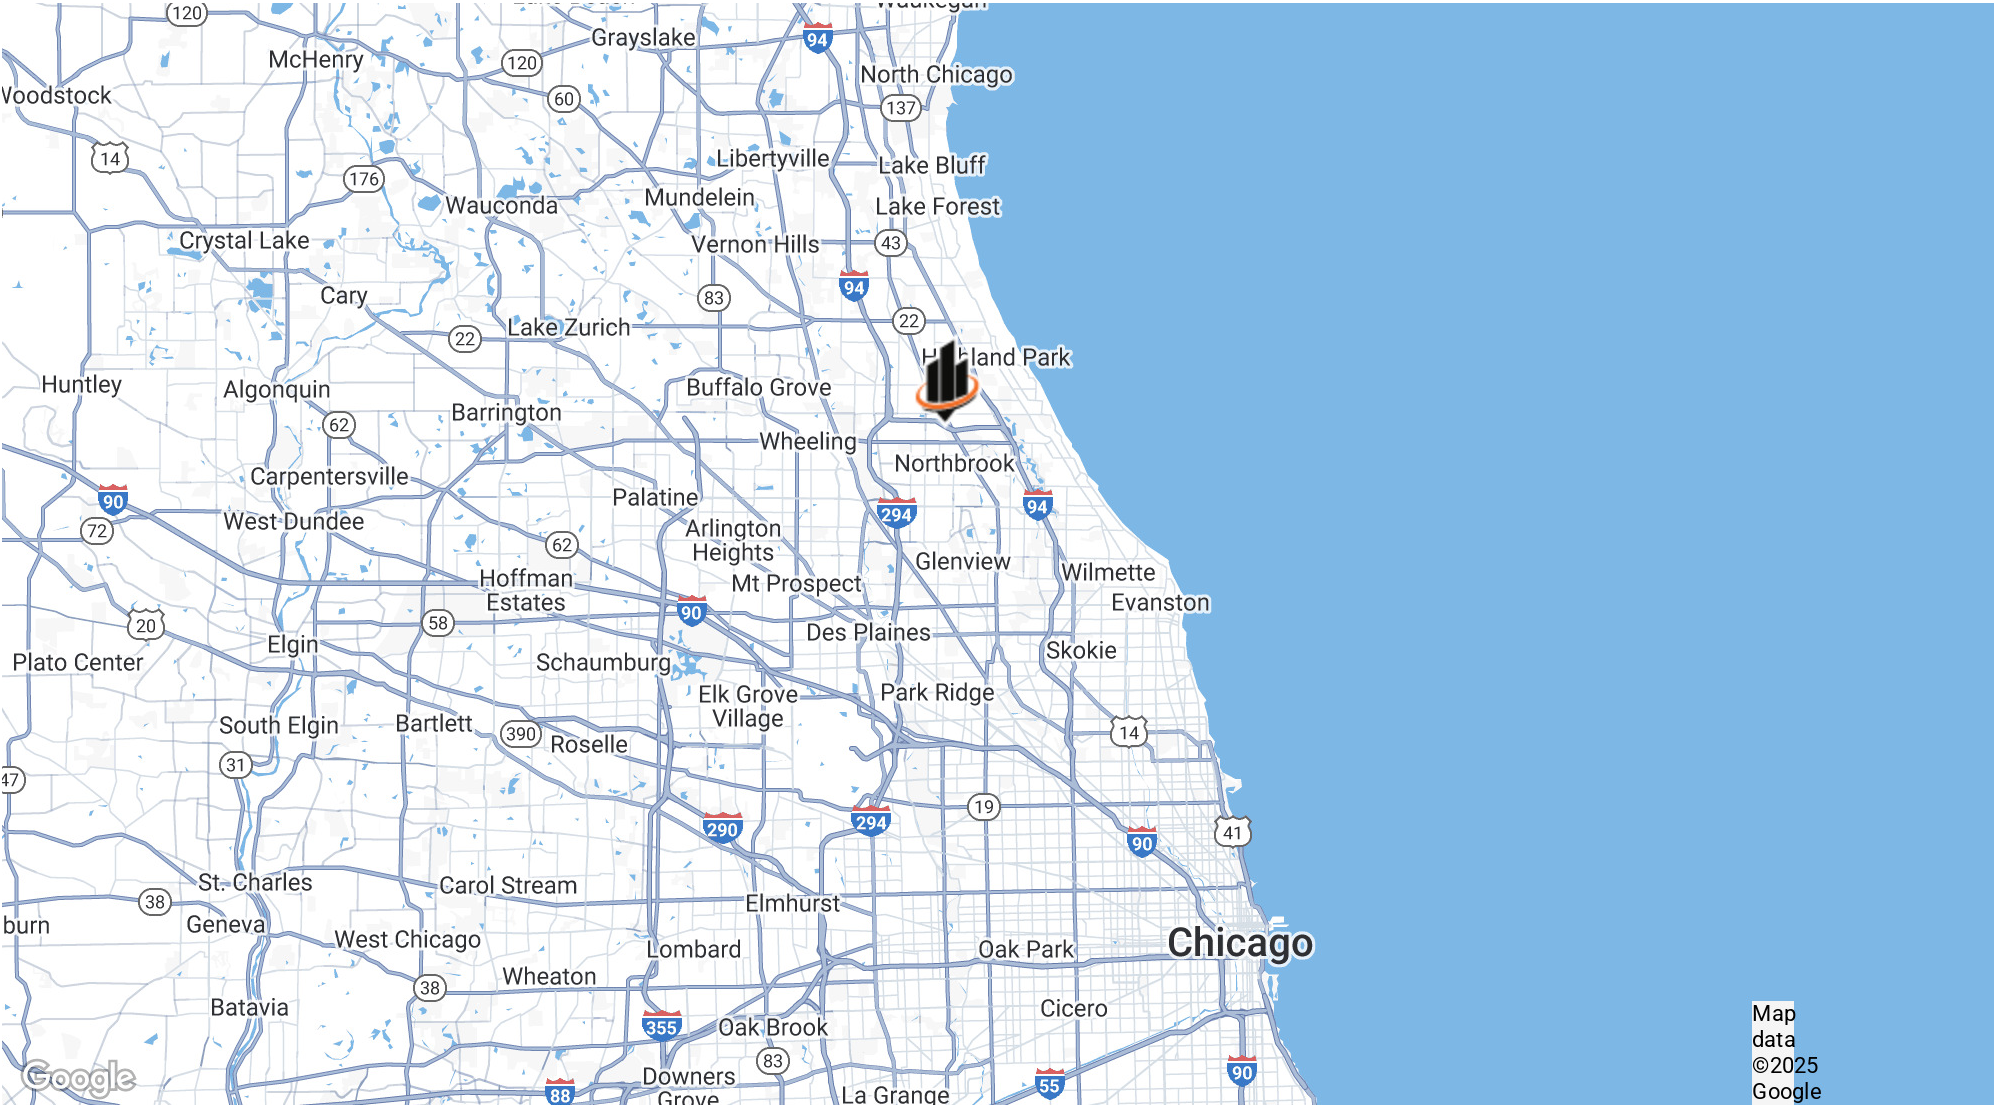 Waukegan
120
Grayslake
94
McHenry
120
North Chicago
Woodstock
60
137
14
Libertyville
Lake Bluff
176
Mundelein
Wauconda
Lake Forest
Crystal Lake
Vernon Hills
43
94
Cary
83
22
Lake Zurich
22
Highland Park
Huntley
Algonquin
Buffalo Grove
Barrington
62
Wheeling
Northbrook
Carpentersville
90
Palatine
94
294
West Dundee
72
Arlington
Heights
62
Glenview
Wilmette
Hoffman
Estates
Mt Prospect
Evanston
90
20
58
Des Plaines
Elgin
Skokie
Plato Center
Schaumburg
Elk Grove
Village
Park Ridge
South Elgin
Bartlett
390
Roselle
14
31
47
19
290
294
41
90
St. Charles
Carol Stream
38
Elmhurst
burn
Geneva
West Chicago
Lombard
Oak Park
Chicago
Wheaton
38
Batavia
Cicero
355
Oak Brook
83
Downers
Grove
88
La Grange
55
90
Google
Map
data
©2025
Google